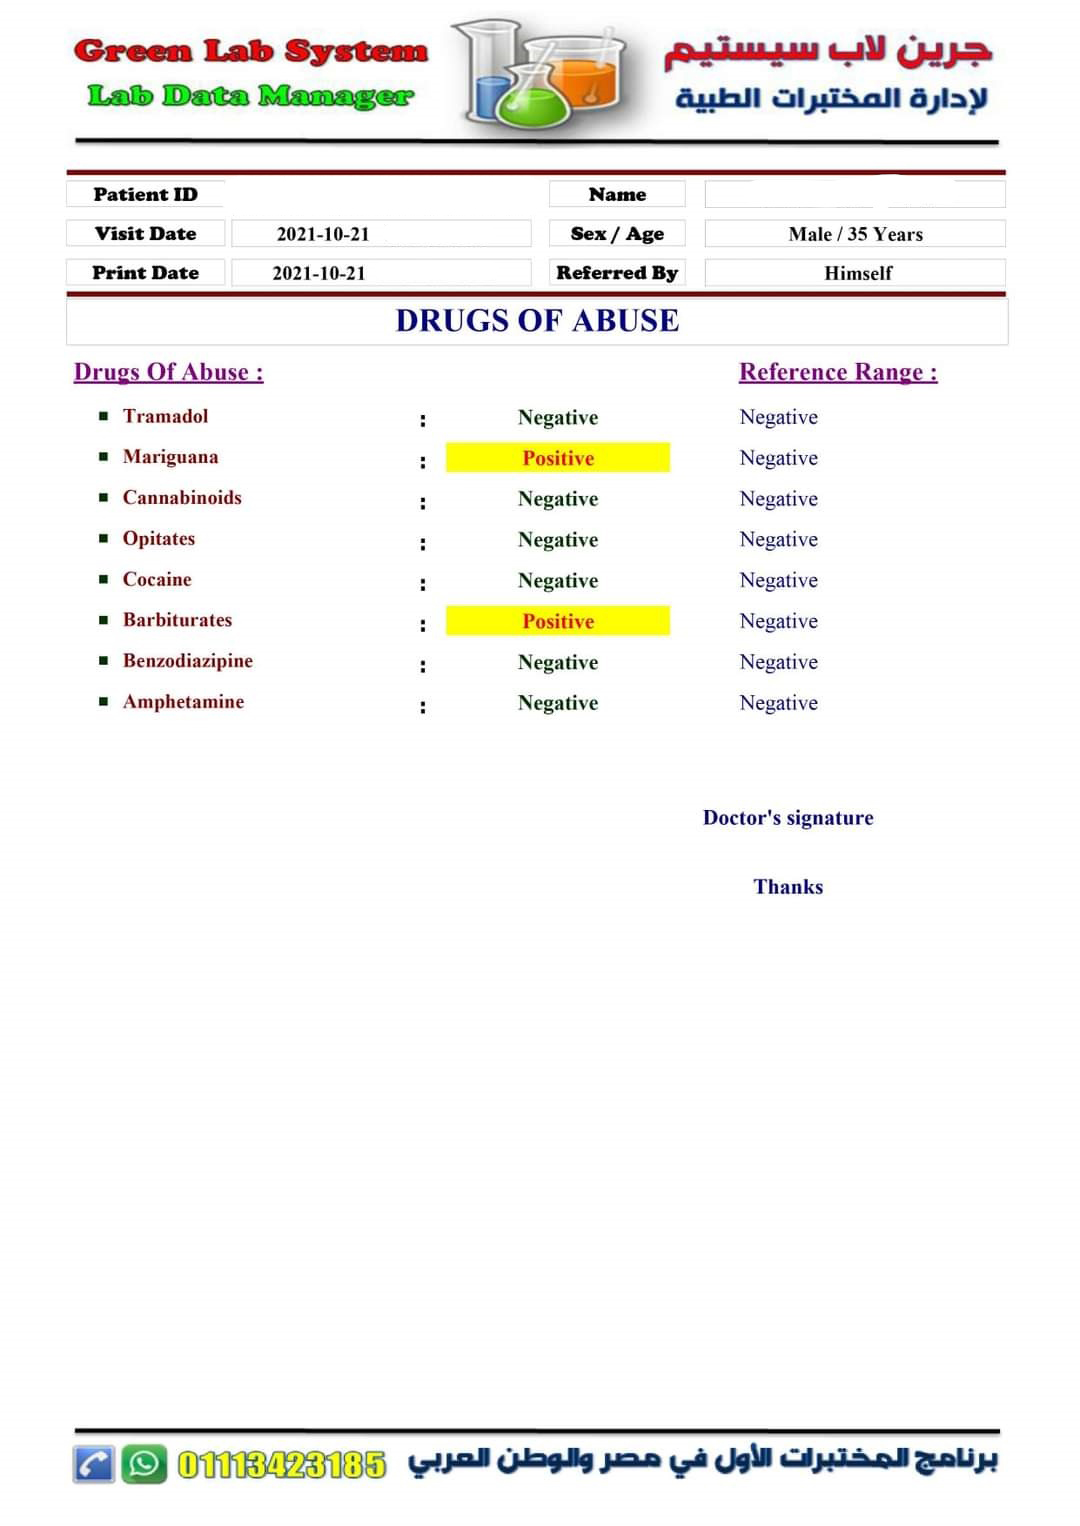 Green Lab System
Lab Data Manager
جرين لاب سيستيم
لإدارة المختبرات الطبية
Patient ID Name
Visit Date 2021-10-21 Sex / Age Male / 35 Years
Print Date 2021-10-21 Referred By Himself
DRUGS OF ABUSE
Drugs Of Abuse : Reference Range :
Tramadol : Negative Negative
Mariguana : Positive Negative
Cannabinoids : Negative Negative
Opitates : Negative Negative
Cocaine : Negative Negative
Barbiturates : Positive Negative
Benzodiazipine : Negative Negative
Amphetamine : Negative Negative
Doctor's signature
Thanks
01113423185 برنامج المختبرات الأول في مصر والوطن العربي